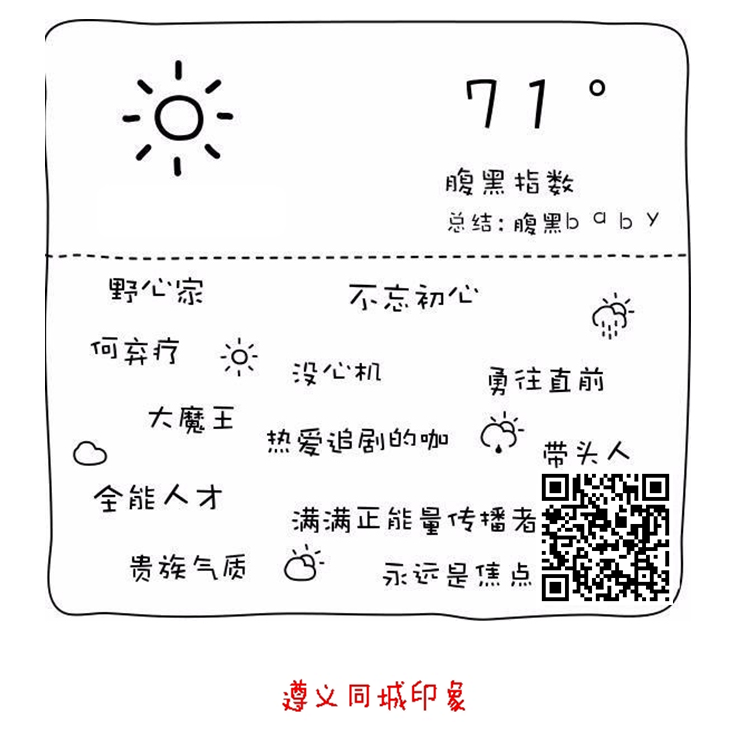 71°
腹黑指数
总结:腹黑baby
野心家
不忘初心
何弃疗
没心机
勇往直前
大魔王
热爱追剧的咖
带头人
全能人才
满满正能量传播者
贵族气质
永远是焦点
遵义同城印象